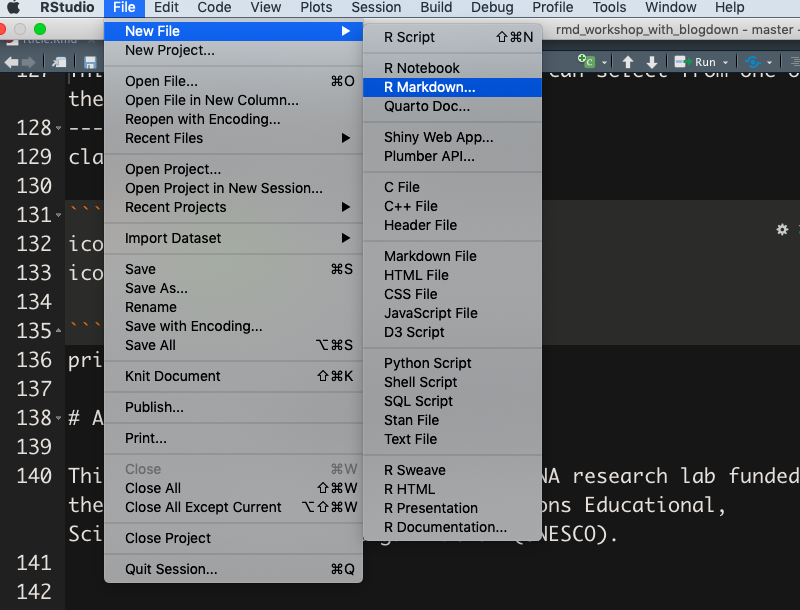 RStudio File Edit Code View Plots Session Build Debug Profile Tools Window Help
rmd_workshop_with_blogdown - master -
Run
New File
New Project...
Open File... ⌘O
Open File in New Column...
Reopen with Encoding...
Recent Files
Open Project...
Open Project in New Session...
Recent Projects
Import Dataset
Save ⌘S
Save As...
Rename
Save with Encoding...
Save All ⌥⌘S
Knit Document ⇧⌘K
Publish...
Print...
Close ⌘W
Close All ⇧⌘W
Close All Except Current ⌥⇧⌘W
Close Project
Quit Session... ⌘Q
R Script ⇧⌘N
R Notebook
R Markdown...
Quarto Doc...
Shiny Web App...
Plumber API...
C File
C++ File
Header File
Markdown File
HTML File
CSS File
JavaScript File
D3 Script
Python Script
Shell Script
SQL Script
Stan File
Text File
R Sweave
R HTML
R Presentation
R Documentation...
can select from one o
the
128 ---
129 cla
130
131 ```
132 ico
133 ico
134
135 ```
136 pri
137
138 # A
139
140 Thi NA research lab funded
the ons Educational,
Sci NESCO).
141
142